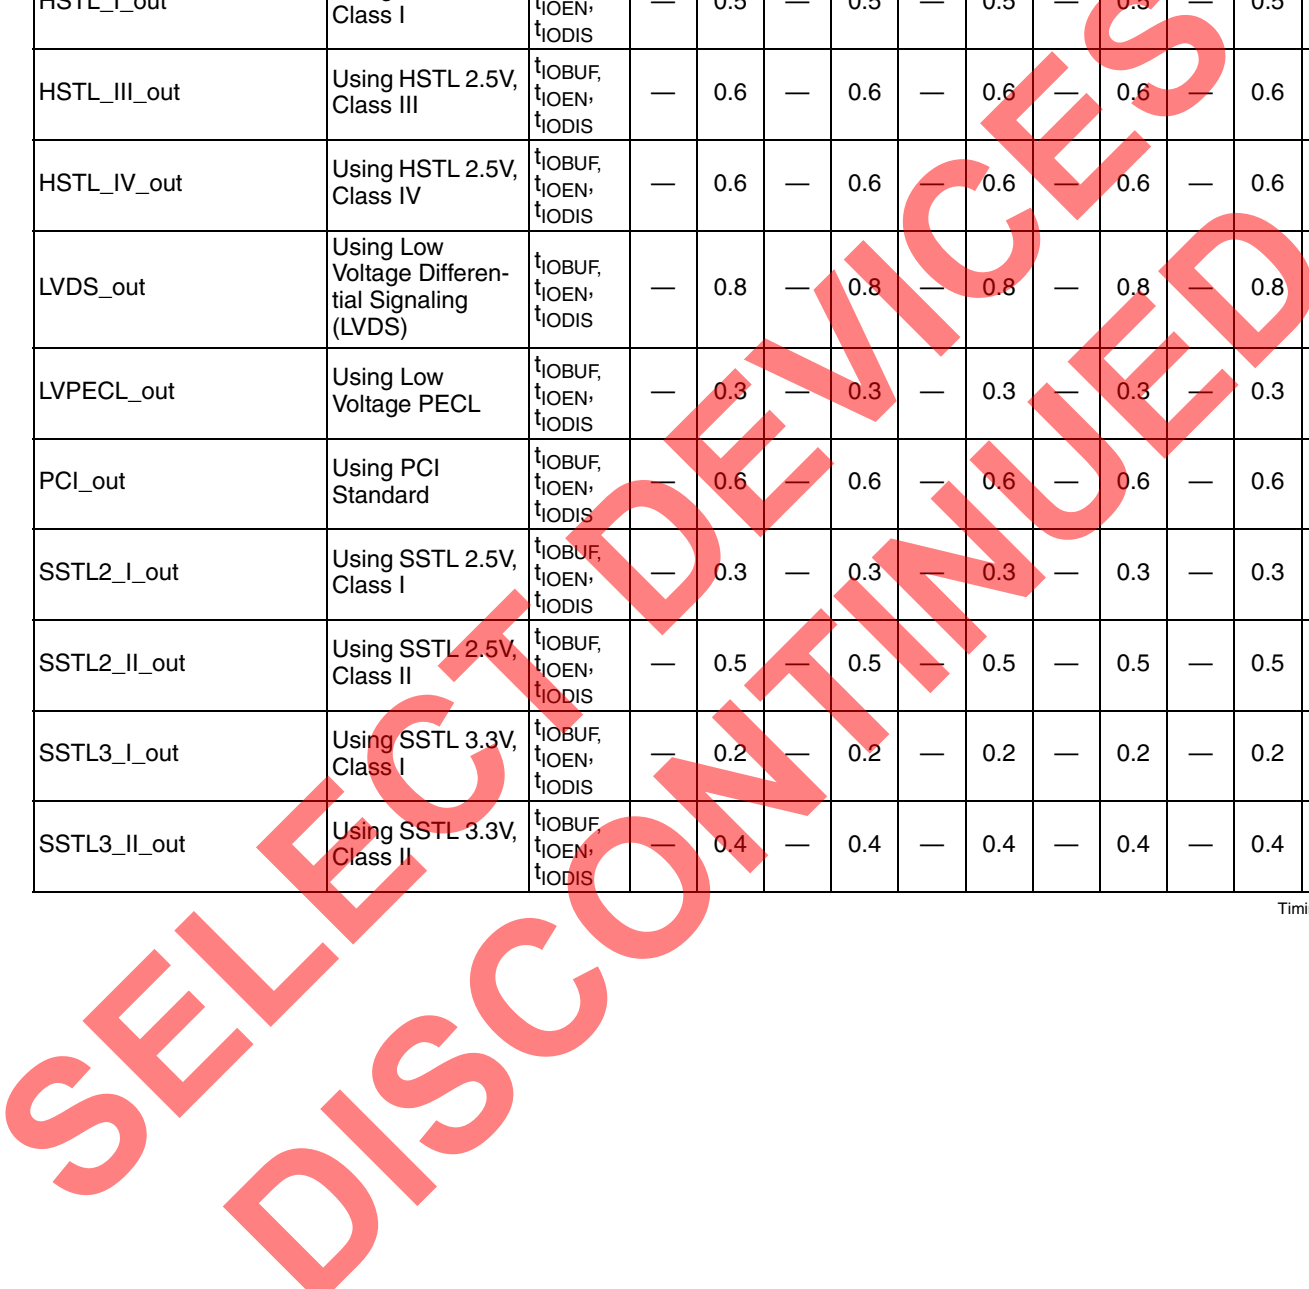 HSTL_I_out Class I tIOEN, tIODIS — 0.5 — 0.5 — 0.5 — 0.5 — 0.5
HSTL_III_out Using HSTL 2.5V, Class III tIOBUF, tIOEN, tIODIS — 0.6 — 0.6 — 0.6 — 0.6 — 0.6
HSTL_IV_out Using HSTL 2.5V, Class IV tIOBUF, tIOEN, tIODIS — 0.6 — 0.6 — 0.6 — 0.6 — 0.6
LVDS_out Using Low Voltage Differen- tial Signaling (LVDS) tIOBUF, tIOEN, tIODIS — 0.8 — 0.8 — 0.8 — 0.8 — 0.8
LVPECL_out Using Low Voltage PECL tIOBUF, tIOEN, tIODIS — 0.3 — 0.3 — 0.3 — 0.3 — 0.3
PCI_out Using PCI Standard tIOBUF, tIOEN, tIODIS — 0.6 — 0.6 — 0.6 — 0.6 — 0.6
SSTL2_I_out Using SSTL 2.5V, Class I tIOBUF, tIOEN, tIODIS — 0.3 — 0.3 — 0.3 — 0.3 — 0.3
SSTL2_II_out Using SSTL 2.5V, Class II tIOBUF, tIOEN, tIODIS — 0.5 — 0.5 — 0.5 — 0.5 — 0.5
SSTL3_I_out Using SSTL 3.3V, Class I tIOBUF, tIOEN, tIODIS — 0.2 — 0.2 — 0.2 — 0.2 — 0.2
SSTL3_II_out Using SSTL 3.3V, Class II tIOBUF, tIOEN, tIODIS — 0.4 — 0.4 — 0.4 — 0.4 — 0.4
SELECT DEVICES
DISCONTINUED